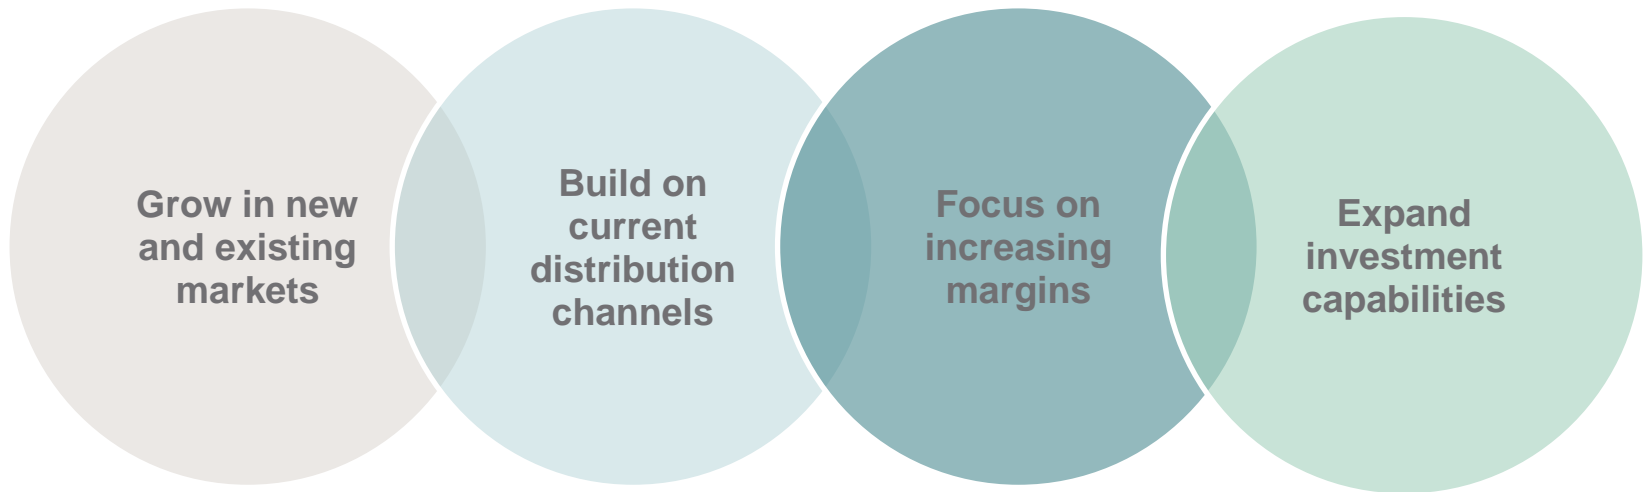 Grow in new
and existing
markets
Build on
current
distribution
channels
Focus on
increasing
margins
Expand
investment
capabilities